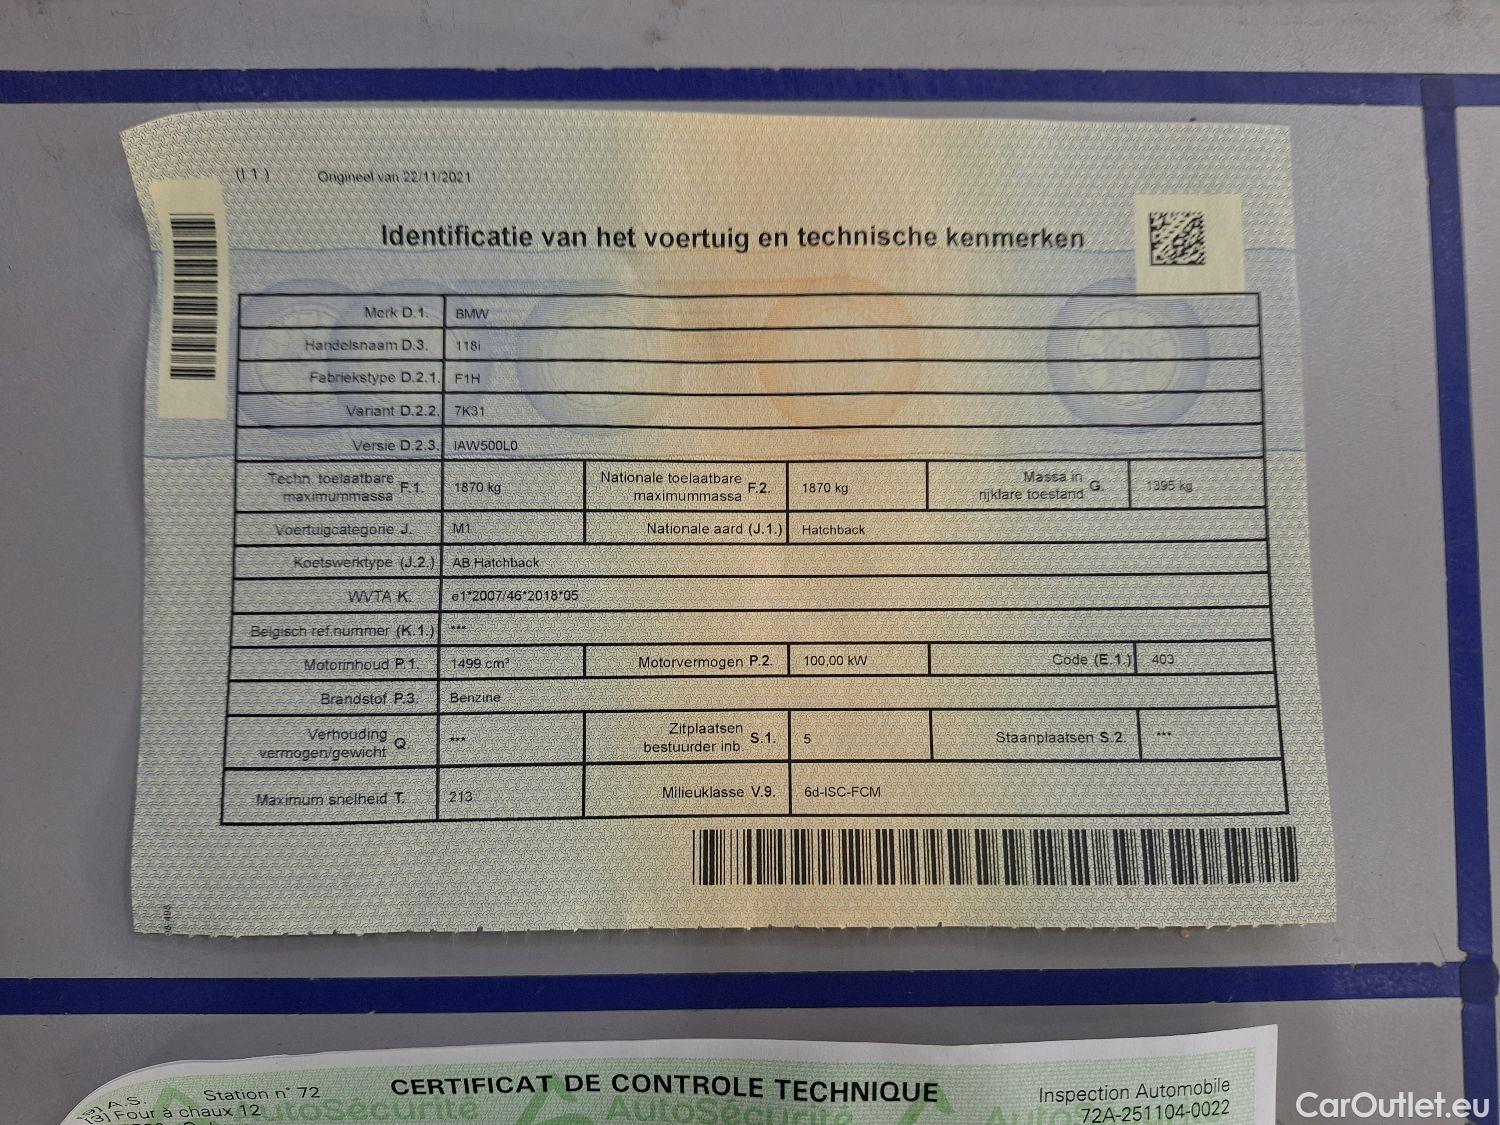 (I 1.) Origineel van 22/11/2021
Identificatie van het voertuig en technische kenmerken
Merk D.1. BMW
Handelsnaam D.3. 118i
Fabriekstype D.2.1. F1H
Variant D.2.2. 7K31
Versie D.2.3. IAW500L0
Techn. toelaatbare maximummassa F.1. 1870 kg Nationale toelaatbare maximummassa F.2. 1870 kg Massa in rijklare toestand G. 1395 kg
Voertuigcategorie J. M1 Nationale aard (J.1.) Hatchback
Koetswerktype (J.2.) AB Hatchback
WVTA K. e1*2007/46*2018*05
Belgisch ref.nummer (K.1.) ***
Motorinhoud P.1. 1499 cm³ Motorvermogen P.2. 100,00 kW Code (E.1.) 403
Brandstof P.3. Benzine
Verhouding vermogen/gewicht Q. *** Zitplaatsen bestuurder inb. S.1. 5 Staanplaatsen S.2. ***
Maximum snelheid T. 213 Milieuklasse V.9. 6d-ISC-FCM
A.S. Station n° 72 CERTIFICAT DE CONTROLE TECHNIQUE Inspection Automobile
Four à chaux 12 AutoSécurité AutoSécurité 72A-251104-0022
CarOutlet.eu